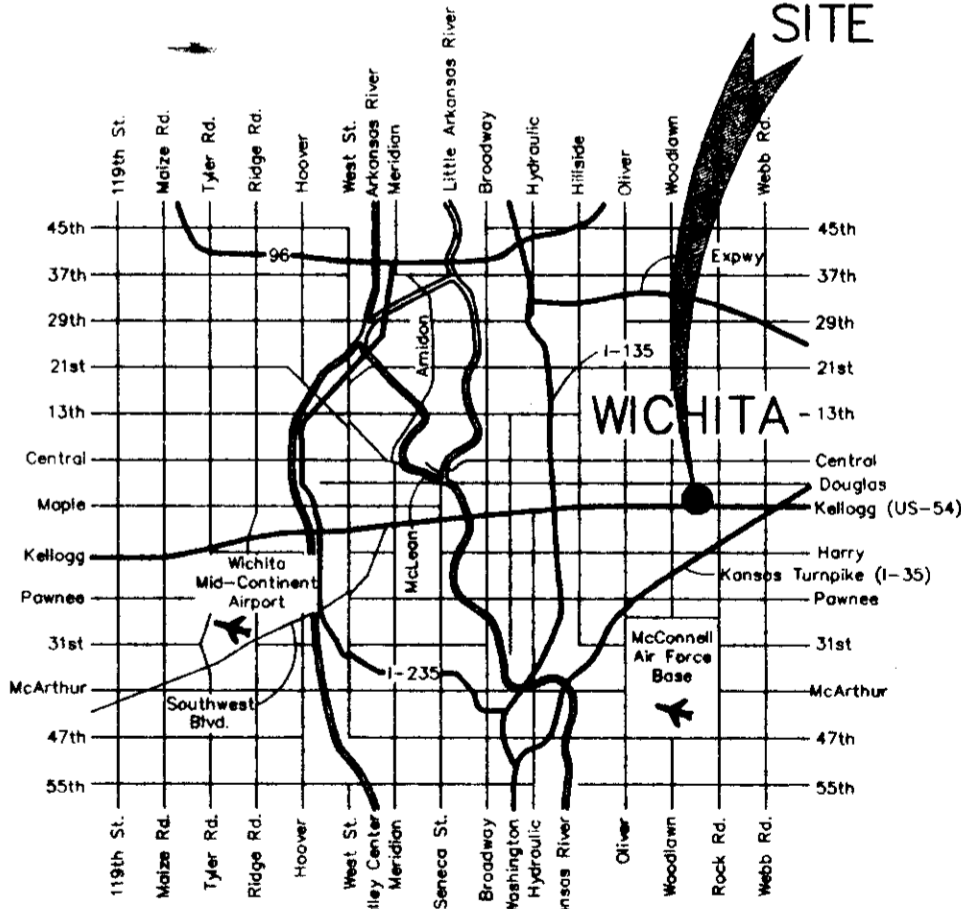 SITE
119th St.
Maize Rd.
Tyler Rd.
Ridge Rd.
Hoover
West St.
Arkansas River
Meridian
Little Arkansas River
Broadway
Hydraulic
Hillside
Oliver
Woodlawn
Webb Rd.
45th
45th
96
Expwy
37th
37th
29th
29th
Amidon
I-135
21st
21st
13th
WICHITA
13th
Central
Central
Douglas
Maple
Kellogg (US-54)
McLean
Kellogg
Harry
Wichita
Mid-Continent
Airport
Kansas Turnpike (I-35)
Pawnee
Pawnee
31st
McConnell
Air Force
Base
31st
McArthur
I-235
McArthur
Southwest
Blvd.
47th
47th
55th
55th
119th St.
Maize Rd.
Tyler Rd.
Ridge Rd.
Hoover
West St.
lley Center
Meridian
Seneca St.
Broadway
Washington
Hydraulic
nsas River
Oliver
Woodlawn
Rock Rd.
Webb Rd.